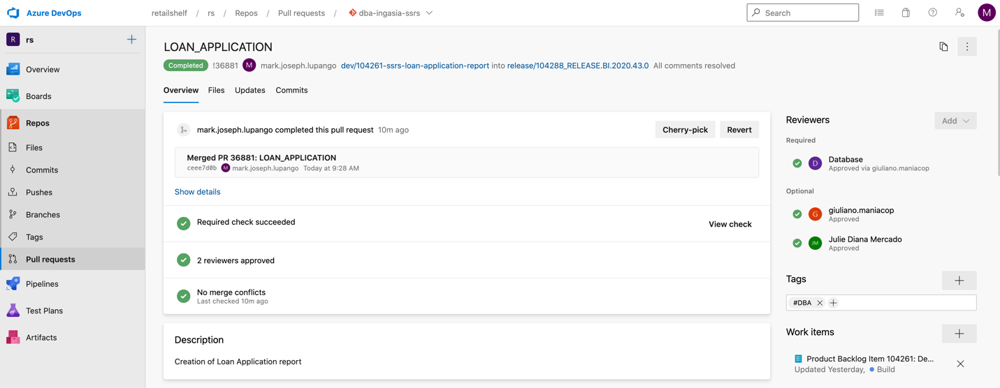 Azure DevOps
retailshelf / rs / Repos / Pull requests / dba-ingasia-ssrs
Search
M
R rs
Overview
Boards
Repos
Files
Commits
Pushes
Branches
Tags
Pull requests
Pipelines
Test Plans
Artifacts
LOAN_APPLICATION
Completed !36881 M mark.joseph.lupango dev/104261-ssrs-loan-application-report into release/104288_RELEASE.BI.2020.43.0 All comments resolved
Overview Files Updates Commits
mark.joseph.lupango completed this pull request 10m ago
Cherry-pick Revert
Merged PR 36881: LOAN_APPLICATION
ceee7d0b M mark.joseph.lupango Today at 9:28 AM
Show details
Required check succeeded
View check
2 reviewers approved
No merge conflicts
Last checked 10m ago
Description
Creation of Loan Application report
Reviewers
Add
Required
D Database
Approved via giuliano.maniacop
Optional
G giuliano.maniacop
Approved
JM Julie Diana Mercado
Approved
Tags
#DBA
Work items
Product Backlog Item 104261: De...
Updated Yesterday, Build